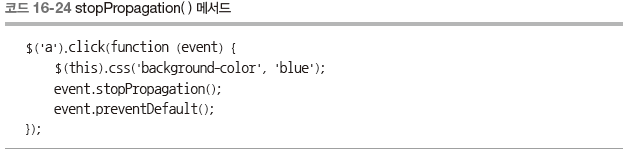 코드 16-24 stopPropagation( ) 메서드
$('a').click(function (event) {
    $(this).css('background-color', 'blue');
    event.stopPropagation();
    event.preventDefault();
});